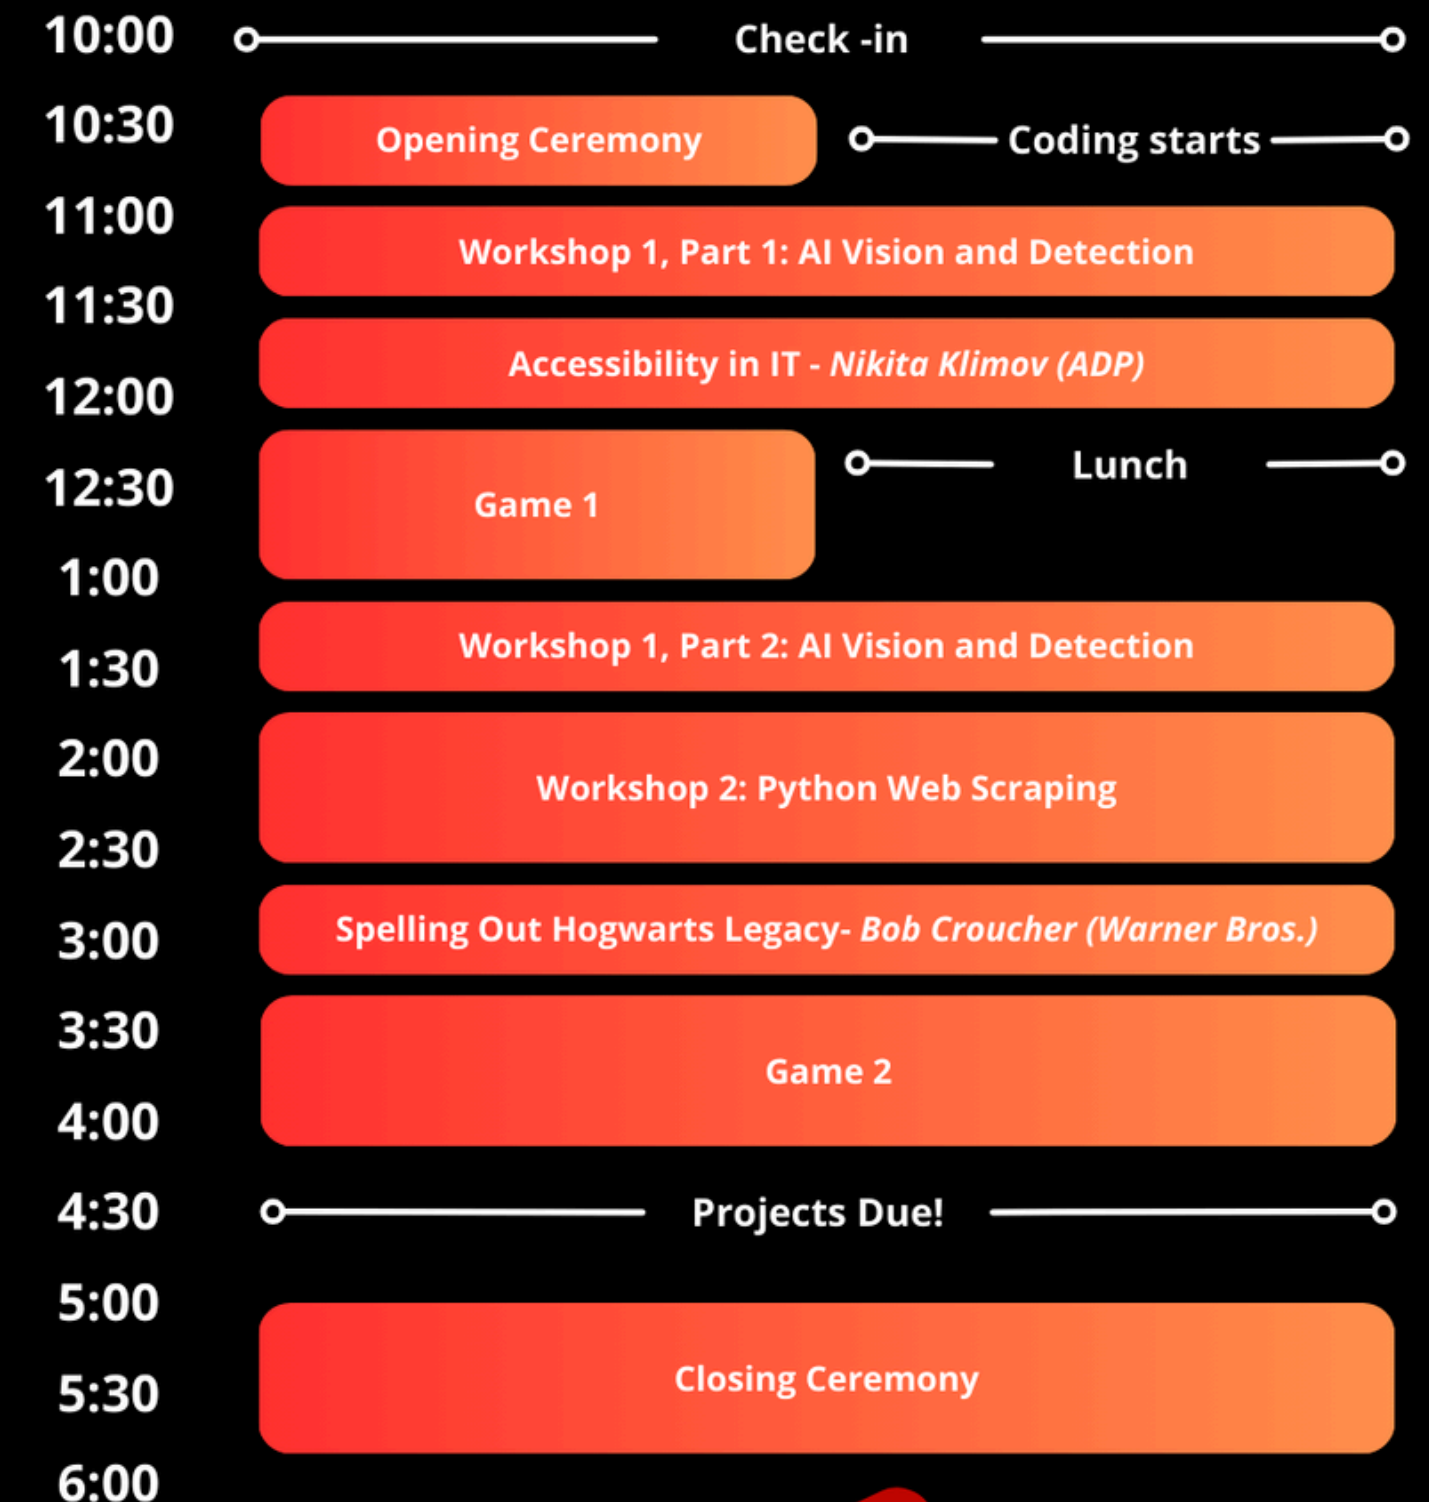 10:00
Check -in
10:30
Opening Ceremony
Coding starts
11:00
Workshop 1, Part 1: AI Vision and Detection
11:30
Accessibility in IT - Nikita Klimov (ADP)
12:00
Lunch
12:30
Game 1
1:00
Workshop 1, Part 2: AI Vision and Detection
1:30
2:00
Workshop 2: Python Web Scraping
2:30
Spelling Out Hogwarts Legacy- Bob Croucher (Warner Bros.)
3:00
3:30
Game 2
4:00
4:30
Projects Due!
5:00
Closing Ceremony
5:30
6:00